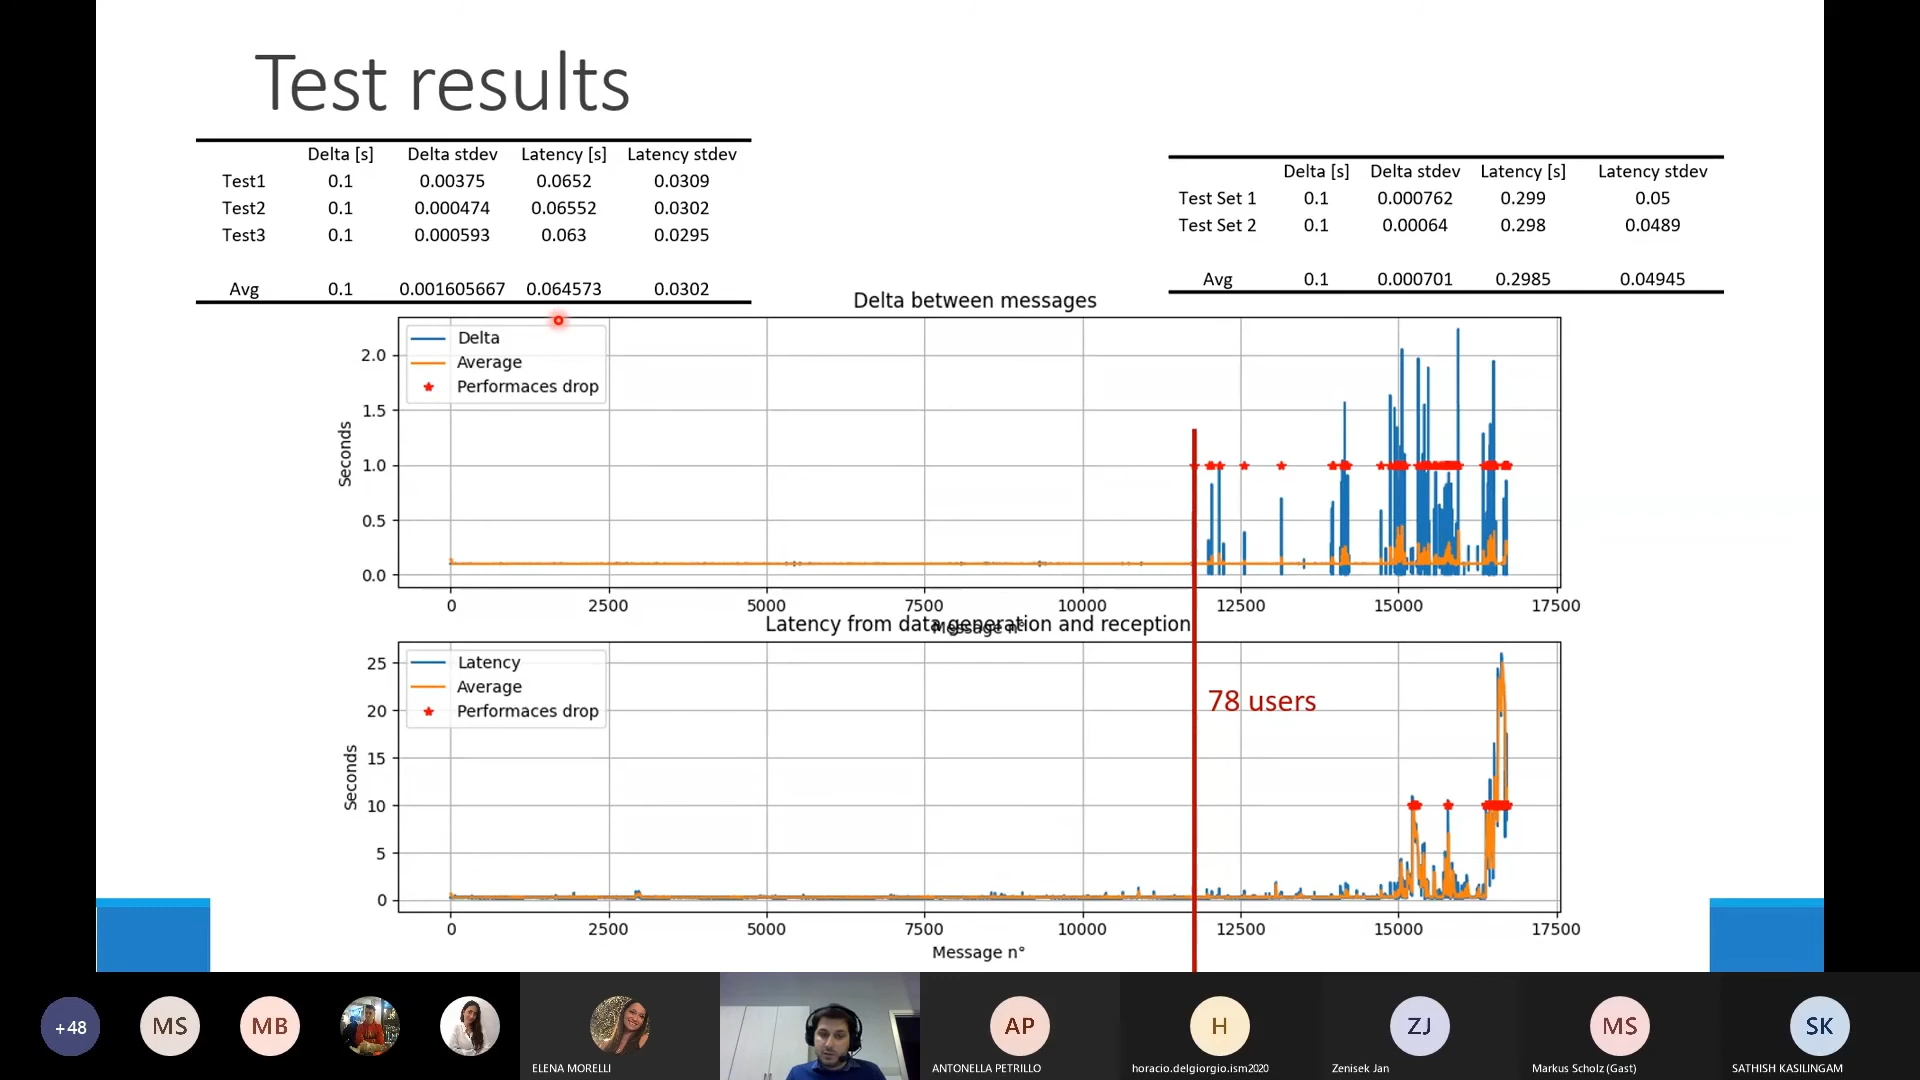 Test results
Delta [s] Delta stdev Latency [s] Latency stdev
Test1 0.1 0.00375 0.0652 0.0309
Test2 0.1 0.000474 0.06552 0.0302
Test3 0.1 0.000593 0.063 0.0295
Avg 0.1 0.001605667 0.064573 0.0302
Delta [s] Delta stdev Latency [s] Latency stdev
Test Set 1 0.1 0.000762 0.299 0.05
Test Set 2 0.1 0.00064 0.298 0.0489
Avg 0.1 0.000701 0.2985 0.04945
Delta between messages
Delta
Average
Performaces drop
Seconds
2.0
1.5
1.0
0.5
0.0
0 2500 5000 7500 10000 12500 15000 17500
Message n°
Latency from data generation and reception
Latency
Average
Performaces drop
78 users
Seconds
25
20
15
10
5
0
0 2500 5000 7500 10000 12500 15000 17500
Message n°
+48
MS
MB
ELENA MORELLI
AP
ANTONELLA PETRILLO
H
horacio.delgiorgio.ism2020
ZJ
Zenisek Jan
MS
Markus Scholz (Gast)
SK
SATHISH KASILINGAM